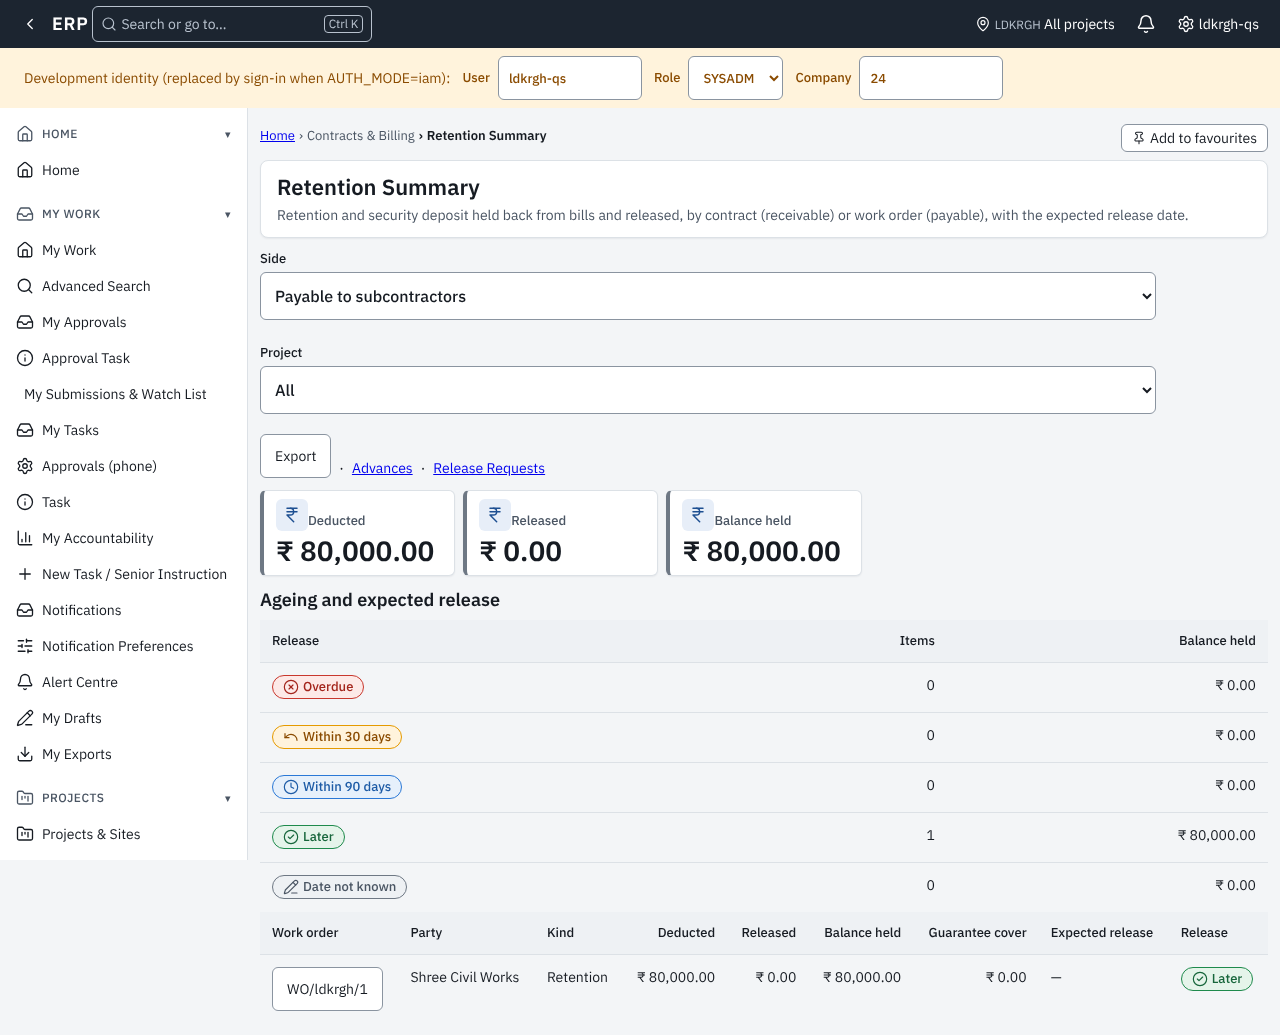 ERP
Search or go to...
Ctrl K
LDKRGH All projects
ldkrgh-qs
Development identity (replaced by sign-in when AUTH_MODE=iam):
User
ldkrgh-qs
Role
SYSADM
Company
24
HOME
Home
MY WORK
My Work
Advanced Search
My Approvals
Approval Task
My Submissions & Watch List
My Tasks
Approvals (phone)
Task
My Accountability
New Task / Senior Instruction
Notifications
Notification Preferences
Alert Centre
My Drafts
My Exports
PROJECTS
Projects & Sites
Home › Contracts & Billing › Retention Summary
Add to favourites
Retention Summary
Retention and security deposit held back from bills and released, by contract (receivable) or work order (payable), with the expected release date.
Side
Payable to subcontractors
Project
All
Export · Advances · Release Requests
₹ Deducted
₹ 80,000.00
₹ Released
₹ 0.00
₹ Balance held
₹ 80,000.00
Ageing and expected release
Release Items Balance held
Overdue 0 ₹ 0.00
Within 30 days 0 ₹ 0.00
Within 90 days 0 ₹ 0.00
Later 1 ₹ 80,000.00
Date not known 0 ₹ 0.00
Work order Party Kind Deducted Released Balance held Guarantee cover Expected release Release
WO/ldkrgh/1 Shree Civil Works Retention ₹ 80,000.00 ₹ 0.00 ₹ 80,000.00 ₹ 0.00 — Later